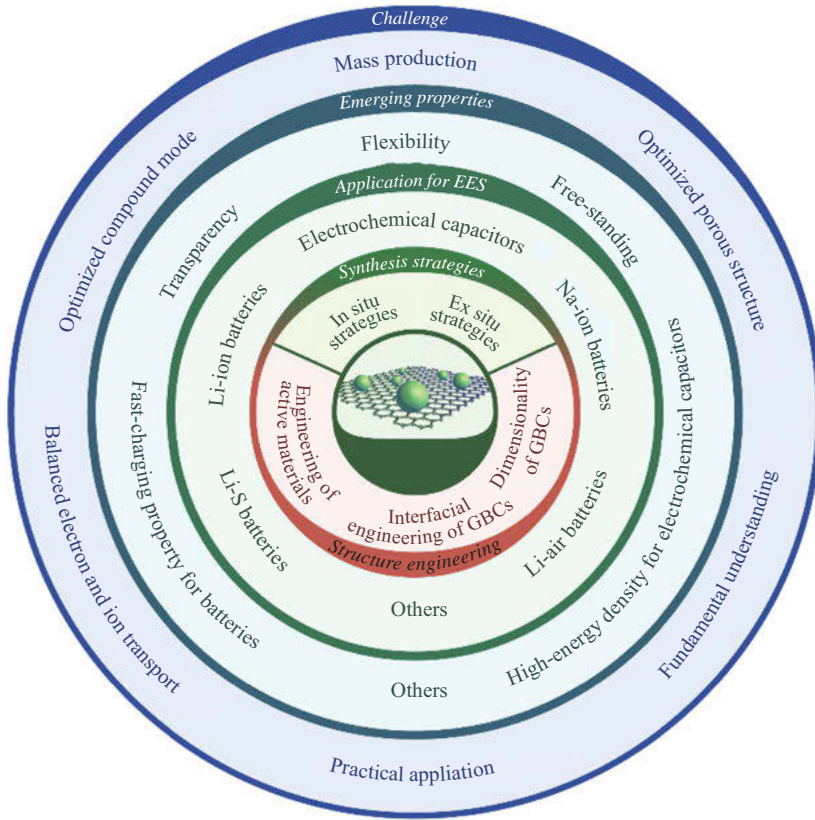 Challenge
Mass production
Optimized compound mode
Optimized porous structure
Balanced electron and ion transport
Fundamental understanding
Practical appliation
Emerging properties
Flexibility
Transparency
Free-standing
Fast-charging property for batteries
High-energy density for electrochemical capacitors
Others
Application for EES
Electrochemical capacitors
Li-ion batteries
Na-ion batteries
Li-S batteries
Li-air batteries
Others
Synthesis strategies
In situ
strategies
Ex situ
strategies
Engineering of
active materials
Interfacial
engineering of GBCs
Dimensionality
of GBCs
Structure engineering